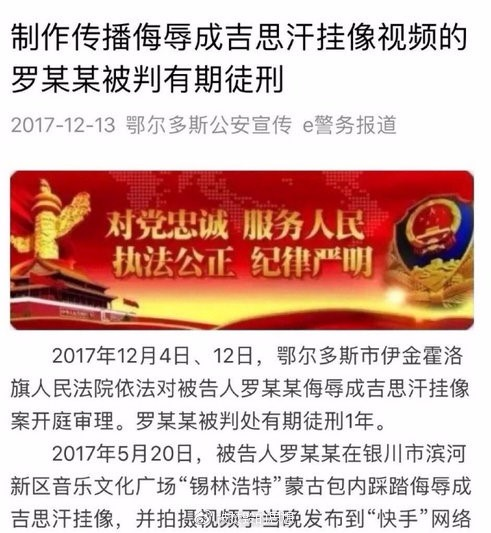 制作传播侮辱成吉思汗挂像视频的
罗某某被判有期徒刑
2017-12-13 鄂尔多斯公安宣传 e警务报道
对党忠诚 服务人民
执法公正 纪律严明
2017年12月4日、12日，鄂尔多斯市伊金霍洛
旗人民法院依法对被告人罗某某侮辱成吉思汗挂像
案开庭审理。罗某某被判处有期徒刑1年。
2017年5月20日，被告人罗某某在银川市滨河
新区音乐文化广场“锡林浩特”蒙古包内踩踏侮辱成
吉思汗挂像，并拍摄视频于当晚发布到“快手”网络